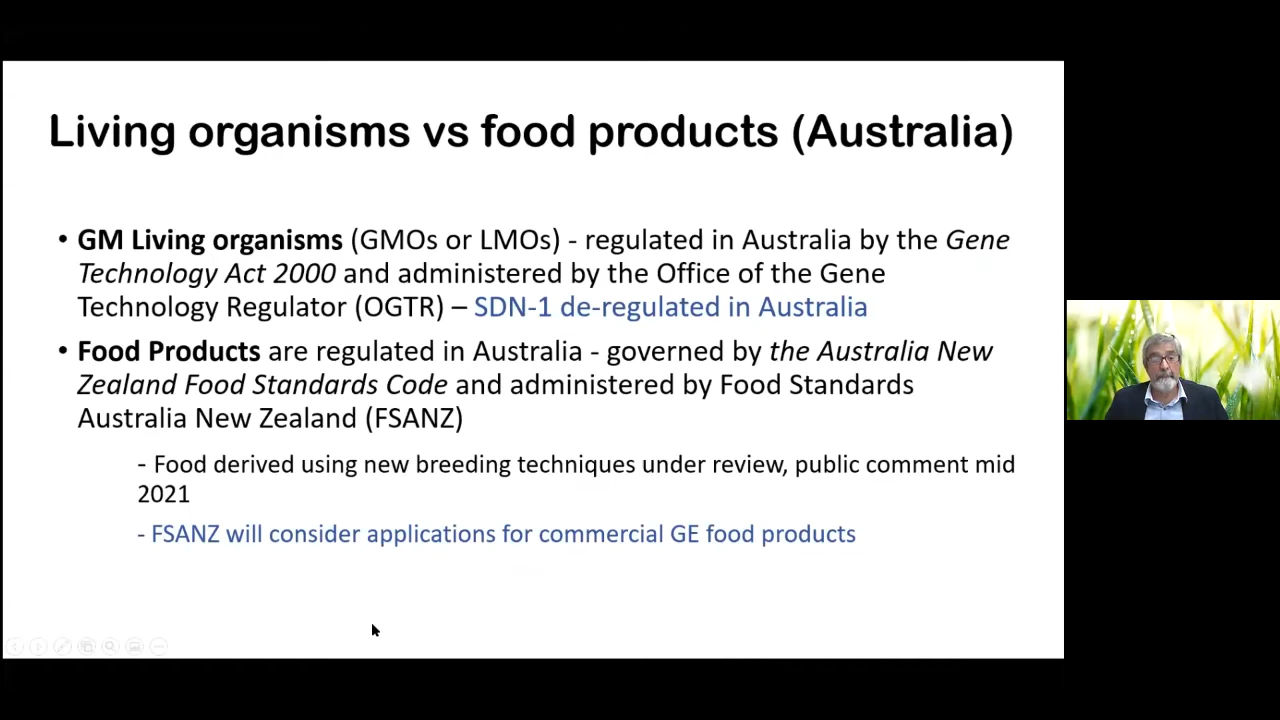 Living organisms vs food products (Australia)
• GM Living organisms (GMOs or LMOs) - regulated in Australia by the Gene
Technology Act 2000 and administered by the Office of the Gene
Technology Regulator (OGTR) – SDN-1 de-regulated in Australia
• Food Products are regulated in Australia - governed by the Australia New
Zealand Food Standards Code and administered by Food Standards
Australia New Zealand (FSANZ)
- Food derived using new breeding techniques under review, public comment mid
2021
- FSANZ will consider applications for commercial GE food products